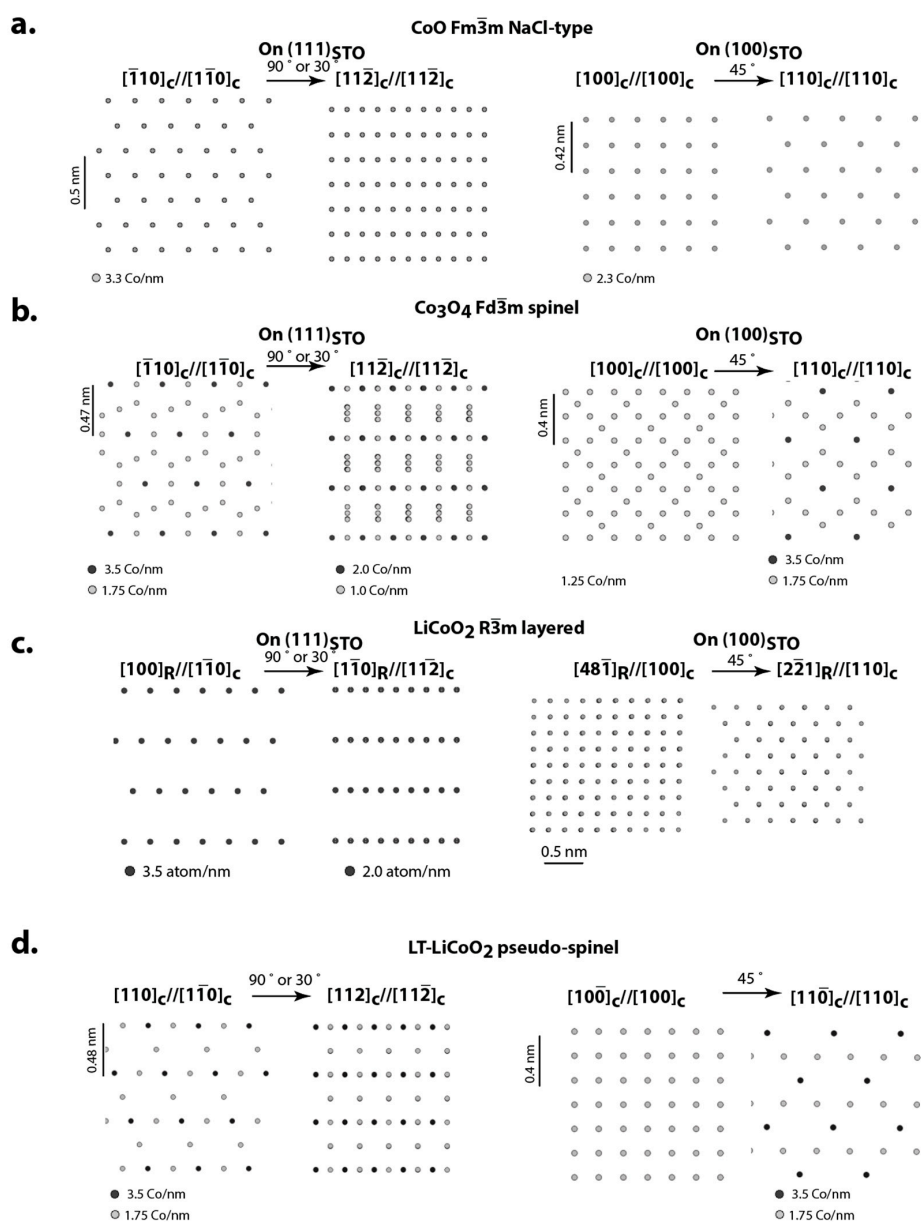 a.
CoO Fm3̅m NaCl-type
On (111)STO
On (100)STO
[1̅10]c//[11̅0]c
90° or 30°
[112̅]c//[112̅]c
[100]c//[100]c
45°
[110]c//[110]c
0.5 nm
0.42 nm
3.3 Co/nm
2.3 Co/nm
b.
Co3O4 Fd3̅m spinel
On (111)STO
On (100)STO
[1̅10]c//[11̅0]c
90° or 30°
[112̅]c//[112̅]c
[100]c//[100]c
45°
[110]c//[110]c
0.47 nm
0.4 nm
3.5 Co/nm
1.75 Co/nm
2.0 Co/nm
1.0 Co/nm
1.25 Co/nm
3.5 Co/nm
1.75 Co/nm
c.
LiCoO2 R3̅m layered
On (111)STO
On (100)STO
[100]R//[11̅0]c
90° or 30°
[11̅0]R//[112̅]c
[481̅]R//[100]c
45°
[22̅1]R//[110]c
3.5 atom/nm
2.0 atom/nm
0.5 nm
d.
LT-LiCoO2 pseudo-spinel
[110]c//[11̅0]c
90° or 30°
[112]c//[112̅]c
[100̅]c//[100]c
45°
[110̅]c//[110]c
0.48 nm
0.4 nm
3.5 Co/nm
1.75 Co/nm
3.5 Co/nm
1.75 Co/nm